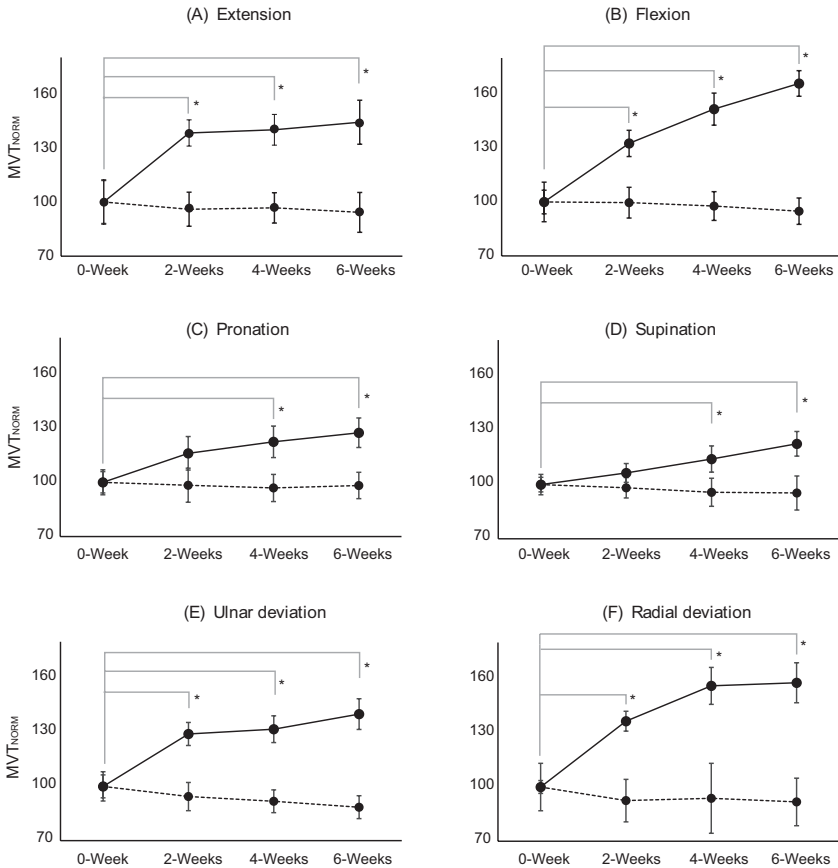 (A) Extension
(B) Flexion
MVTNORM
160
130
100
70
0-Week 2-Weeks 4-Weeks 6-Weeks
* * *
160
130
100
70
0-Week 2-Weeks 4-Weeks 6-Weeks
* * *
(C) Pronation
(D) Supination
MVTNORM
160
130
100
70
0-Week 2-Weeks 4-Weeks 6-Weeks
* *
160
130
100
70
0-Week 2-Weeks 4-Weeks 6-Weeks
* *
(E) Ulnar deviation
(F) Radial deviation
MVTNORM
160
130
100
70
0-Week 2-Weeks 4-Weeks 6-Weeks
* * *
160
130
100
70
0-Week 2-Weeks 4-Weeks 6-Weeks
* * *